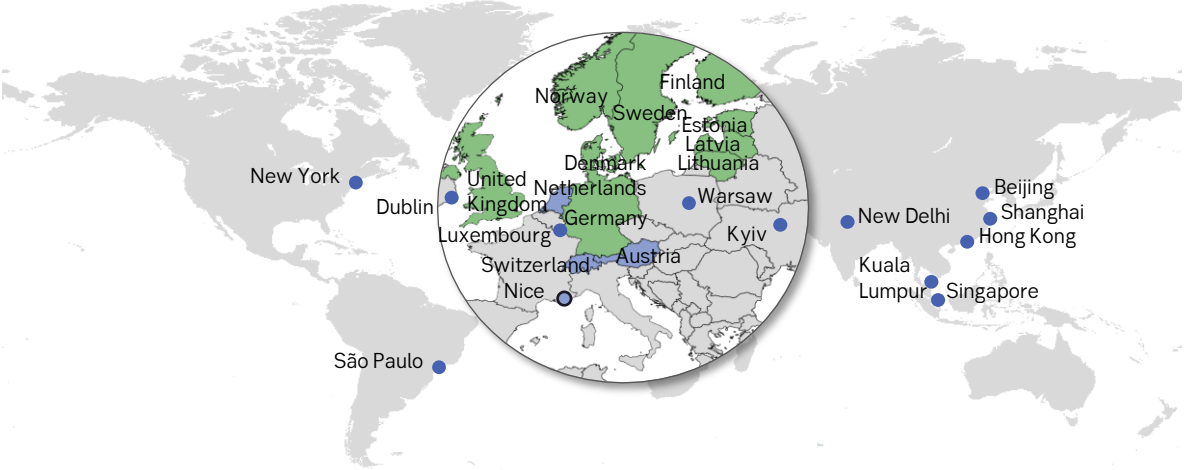 Norway
Finland
Sweden
Estonia
Latvia
Lithuania
Denmark
United
Kingdom
Netherlands
Germany
Luxembourg
Switzerland
Austria
Nice
Warsaw
Kyiv
Dublin
New York
São Paulo
New Delhi
Beijing
Shanghai
Hong Kong
Kuala
Lumpur
Singapore